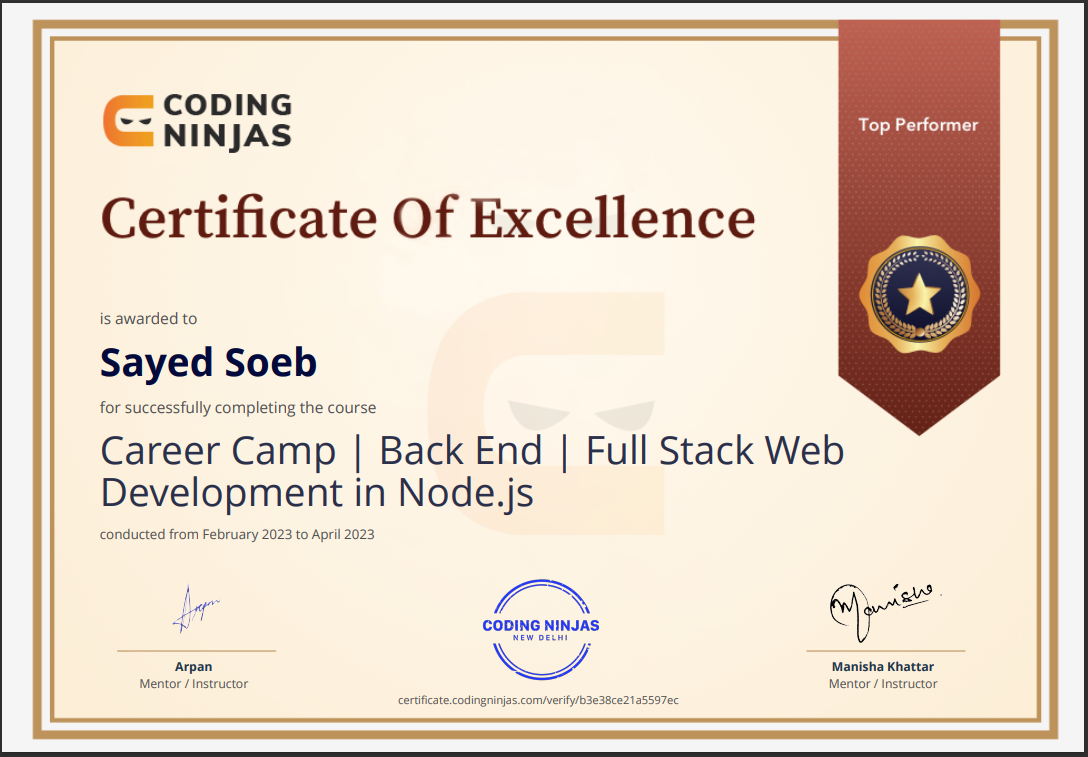 CODING
NINJAS
Top Performer
Certificate Of Excellence
is awarded to
Sayed Soeb
for successfully completing the course
Career Camp | Back End | Full Stack Web
Development in Node.js
conducted from February 2023 to April 2023
Arpan
Manisha
CODING NINJAS
NEW DELHI
Arpan
Mentor / Instructor
Manisha Khattar
Mentor / Instructor
certificate.codingninjas.com/verify/b3e38ce21a5597ec